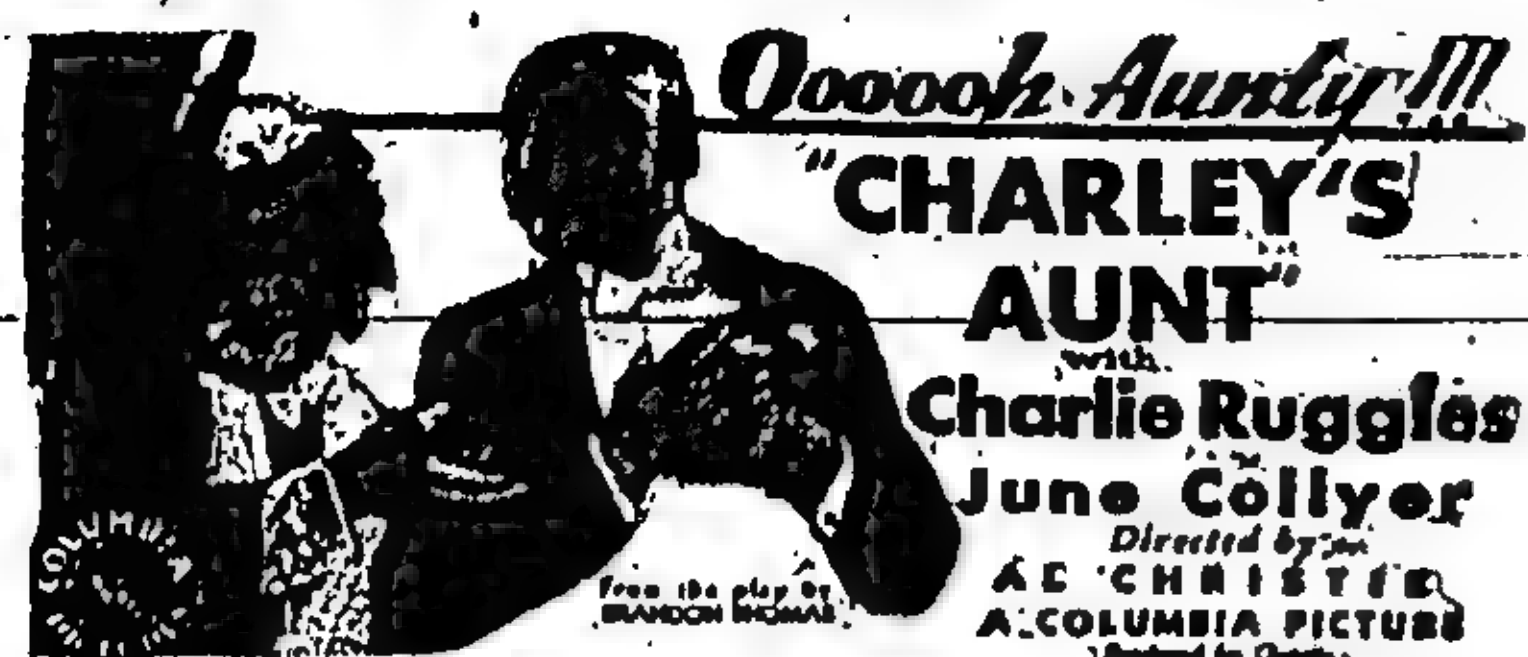 Oooooh Aunty!!!
"CHARLEY'S
AUNT"
with
Charlie Ruggles
June Collyer
Directed by
AL CHRISTIE
A COLUMBIA PICTURE
From the play by
BRANDON THOMAS
COLUMBIA